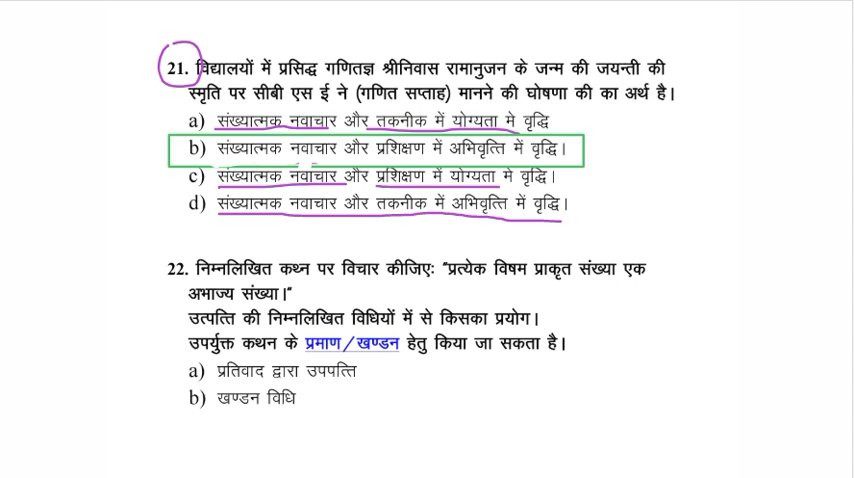 21. विद्यालयों में प्रसिद्ध गणितज्ञ श्रीनिवास रामानुजन के जन्म की जयन्ती की
स्मृति पर सीबी एस ई ने (गणित सप्ताह) मानने की घोषणा की का अर्थ है।
a) संख्यात्मक नवाचार और तकनीक में योग्यता मे वृद्धि
b) संख्यात्मक नवाचार और प्रशिक्षण में अभिवृत्ति में वृद्धि।
c) संख्यात्मक नवाचार और प्रशिक्षण में योग्यता मे वृद्धि।
d) संख्यात्मक नवाचार और तकनीक में अभिवृत्ति में वृद्धि।
22. निम्नलिखित कथ्न पर विचार कीजिएः "प्रत्येक विषम प्राकृत संख्या एक
अभाज्य संख्या।"
उत्पत्ति की निम्नलिखित विधियों में से किसका प्रयोग।
उपर्युक्त कथन के प्रमाण/खण्डन हेतु किया जा सकता है।
a) प्रतिवाद द्वारा उपपत्ति
b) खण्डन विधि